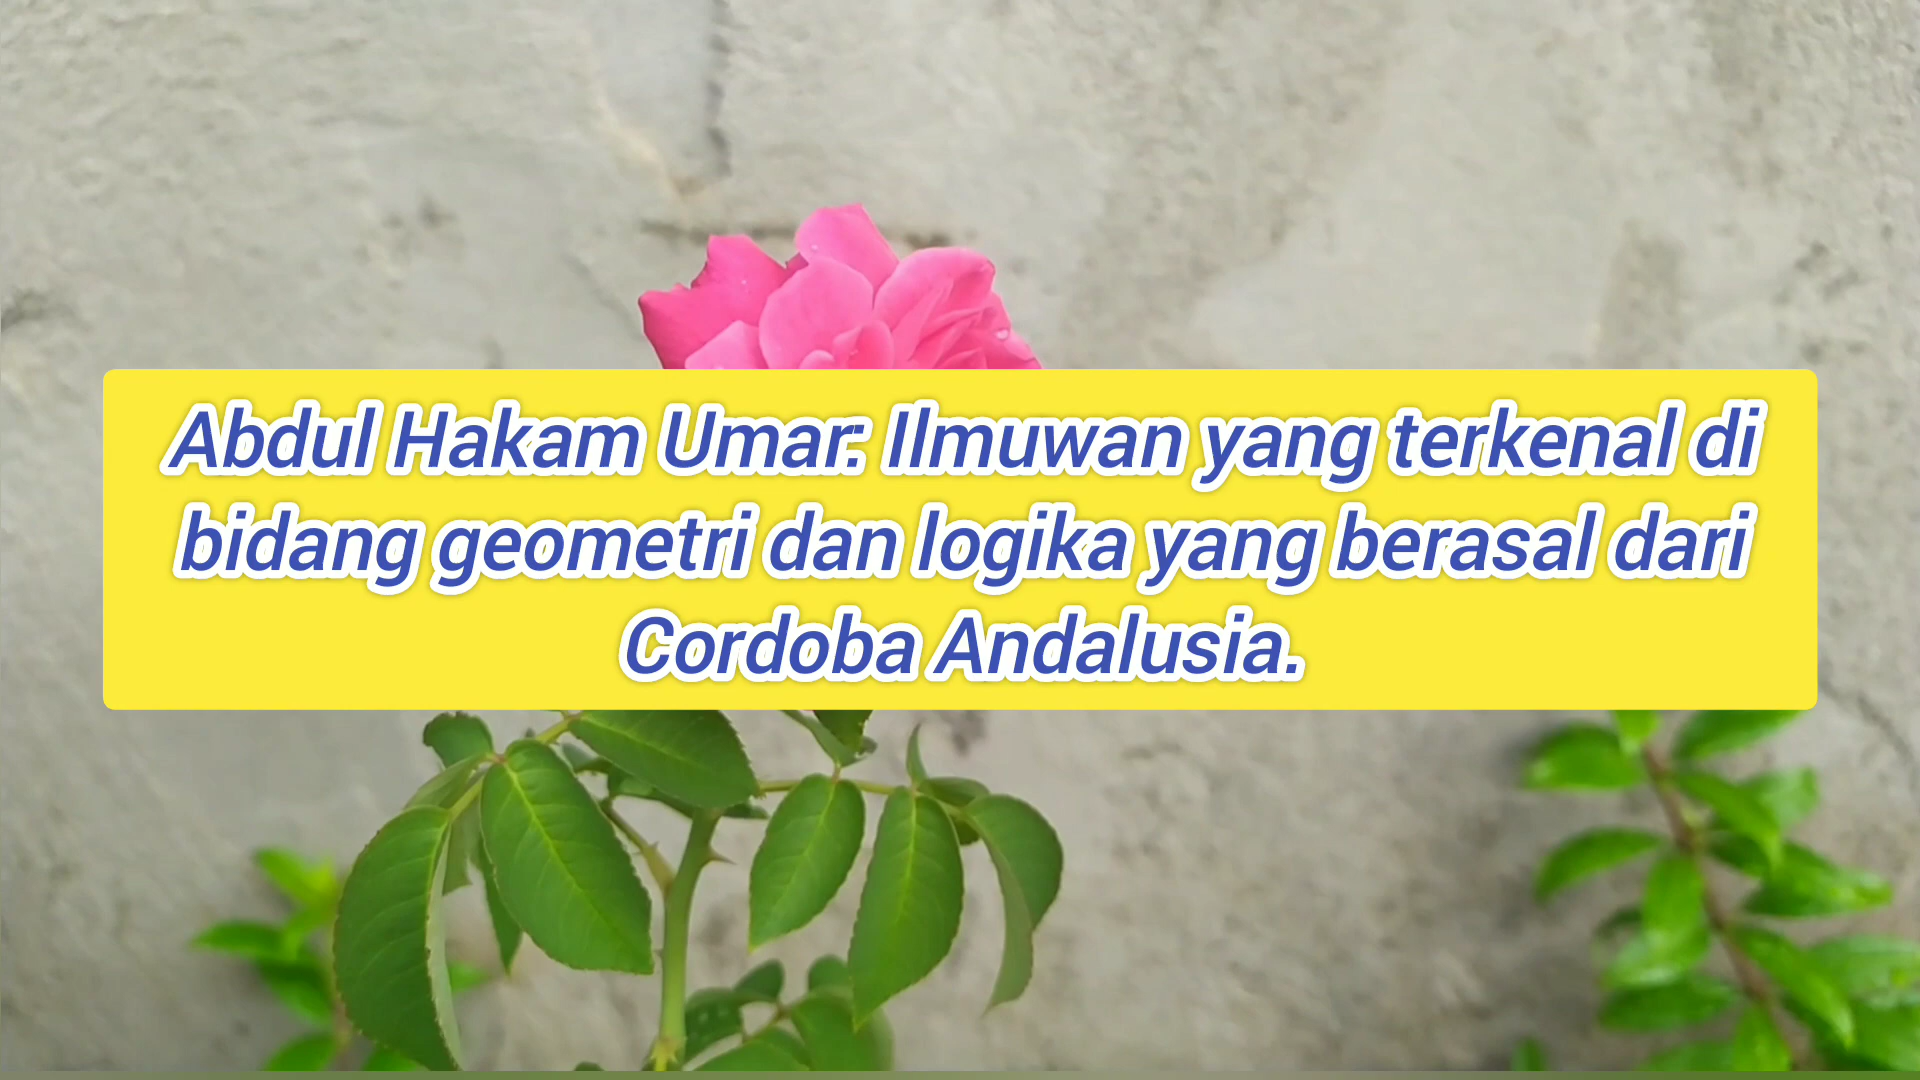 Abdul Hakam Umar: Ilmuwan yang terkenal di
bidang geometri dan logika yang berasal dari
Cordoba Andalusia.